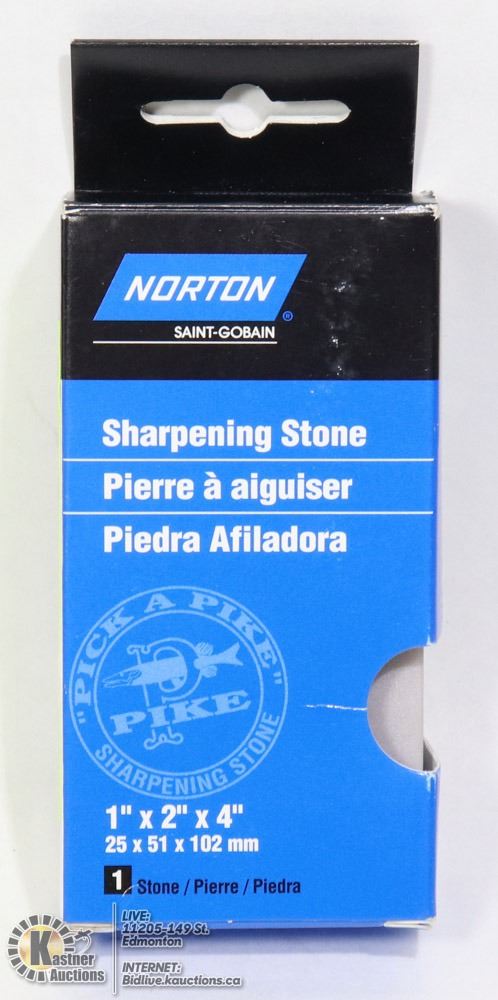 NORTON
®
SAINT-GOBAIN
Sharpening Stone
Pierre à aiguiser
Piedra Afiladora
"PICK A PIKE"
P
PIKE
SHARPENING STONE
1" x 2" x 4"
25 x 51 x 102 mm
1 Stone / Pierre / Piedra
Kastner
Auctions
LIVE:
11205-149 St.
Edmonton
INTERNET:
Bidlive.kauctions.ca